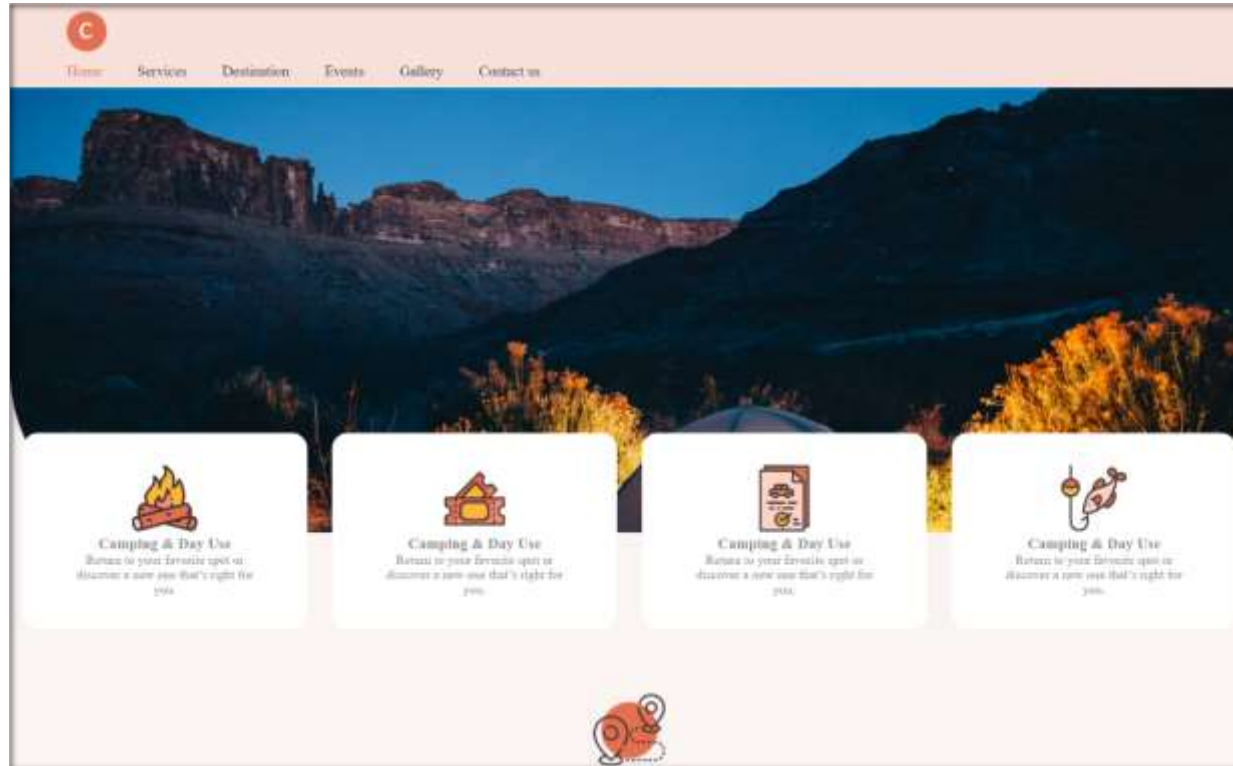 C
Home Services Destination Events Gallery Contact us
Camping & Day Use
Return to your favorite spot or
discover a new one that's right for
you.
Camping & Day Use
Return to your favorite spot or
discover a new one that's right for
you.
Camping & Day Use
Return to your favorite spot or
discover a new one that's right for
you.
Camping & Day Use
Return to your favorite spot or
discover a new one that's right for
you.